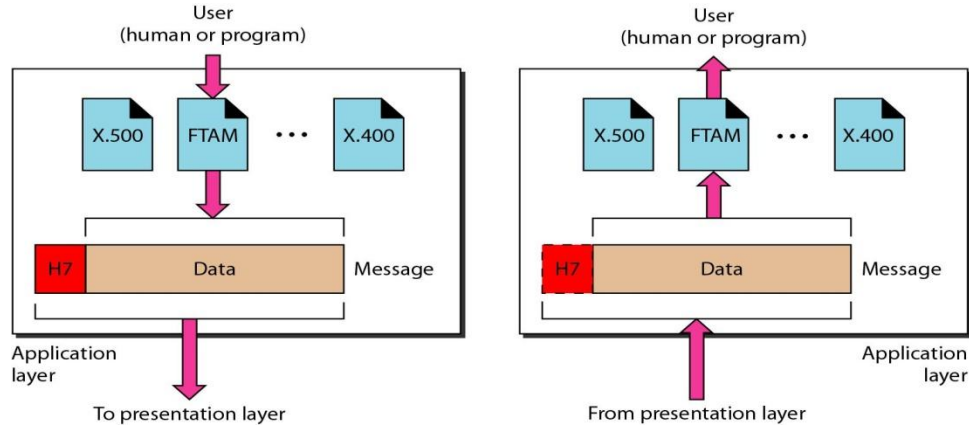 User
(human or program)
X.500
FTAM
...
X.400
H7
Data
Message
Application
layer
To presentation layer
User
(human or program)
X.500
FTAM
...
X.400
H7
Data
Message
Application
layer
From presentation layer